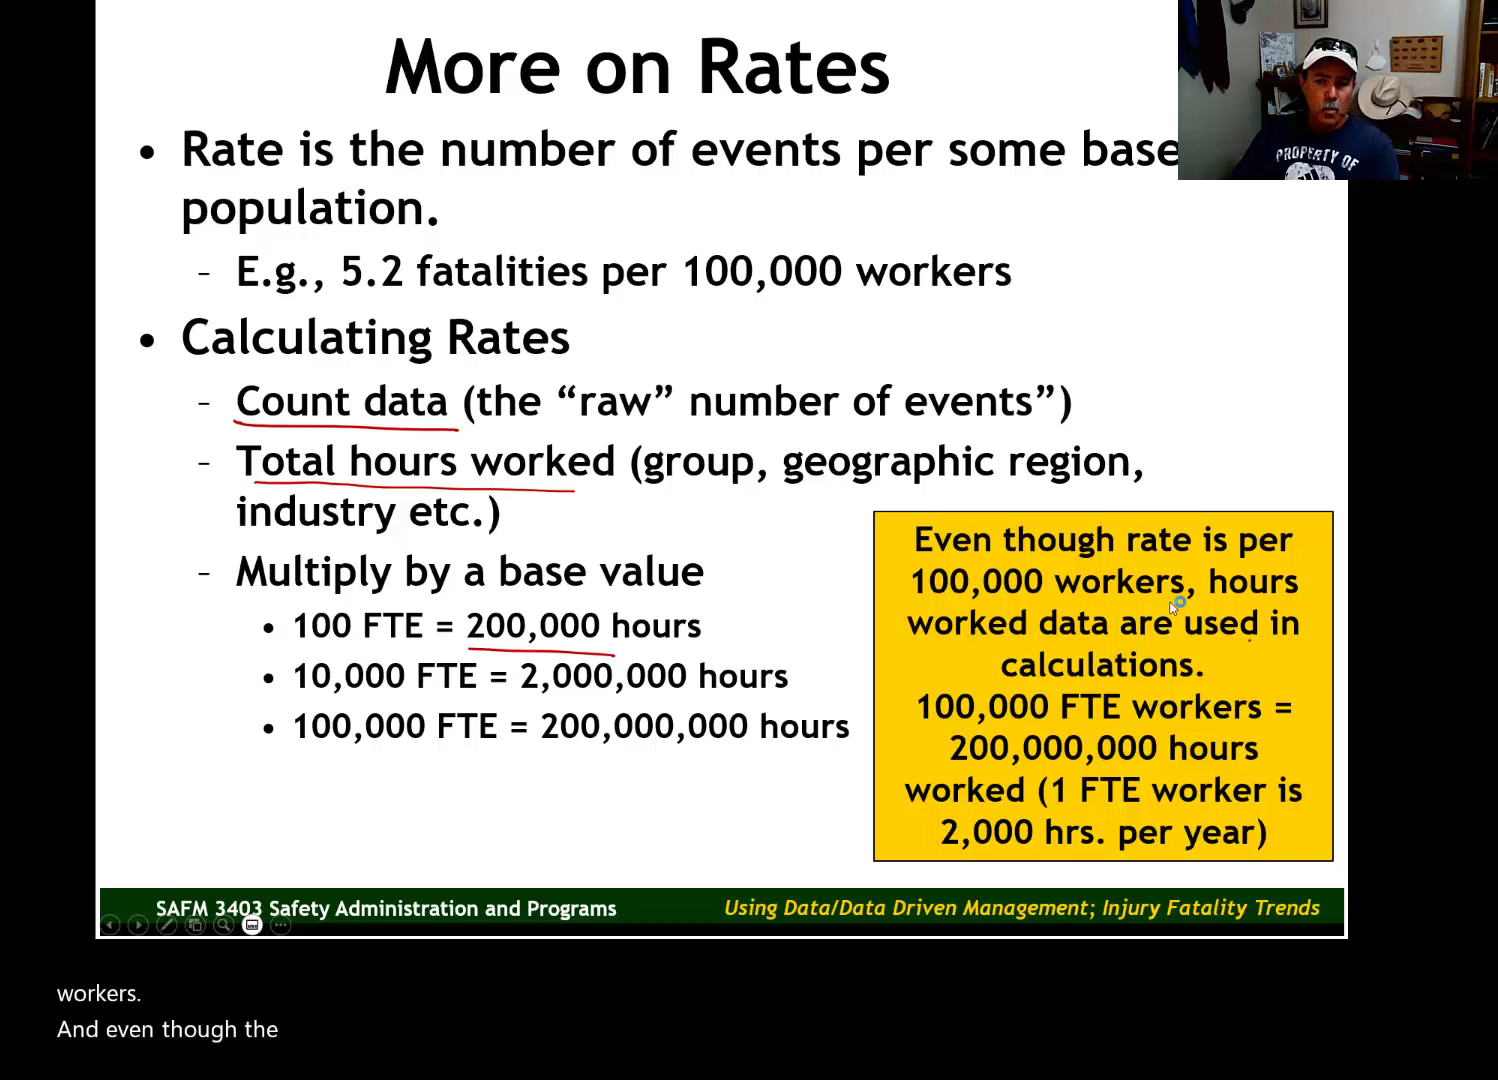 More on Rates
• Rate is the number of events per some base
population.
– E.g., 5.2 fatalities per 100,000 workers
• Calculating Rates
– Count data (the “raw” number of events”)
– Total hours worked (group, geographic region,
industry etc.)
– Multiply by a base value
• 100 FTE = 200,000 hours
• 10,000 FTE = 2,000,000 hours
• 100,000 FTE = 200,000,000 hours
Even though rate is per
100,000 workers, hours
worked data are used in
calculations.
100,000 FTE workers =
200,000,000 hours
worked (1 FTE worker is
2,000 hrs. per year)
PROPERTY OF
SAFM 3403 Safety Administration and Programs
Using Data/Data Driven Management; Injury Fatality Trends
workers.
And even though the